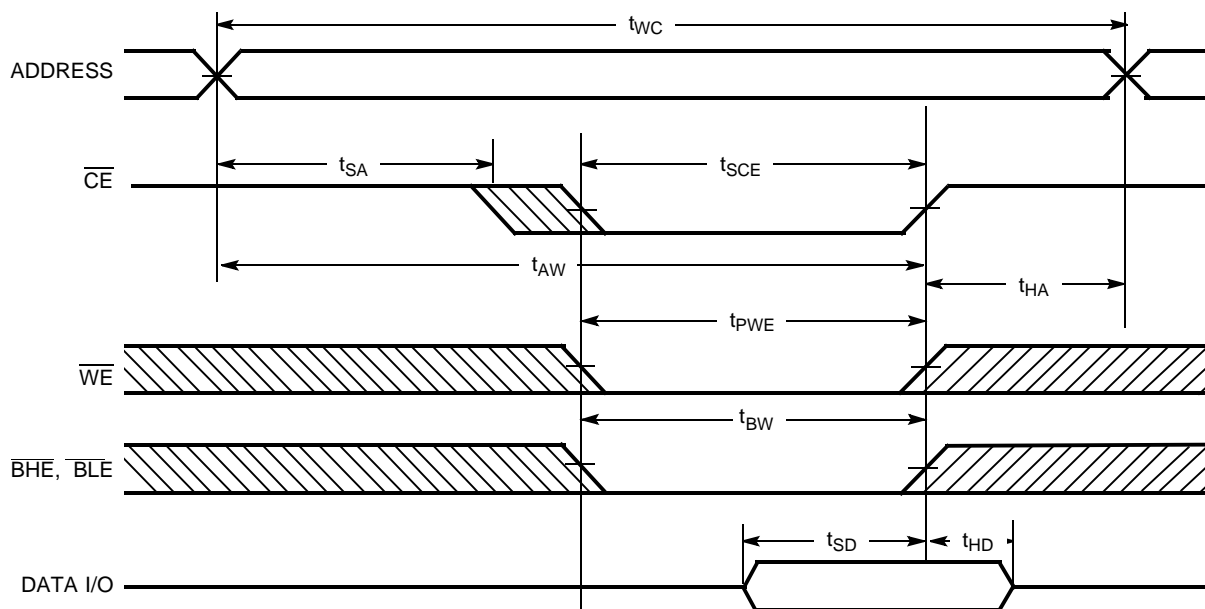 tWC
ADDRESS
tSA
tSCE
CE
tAW
tHA
tPWE
WE
tBW
BHE, BLE
tSD
tHD
DATA I/O